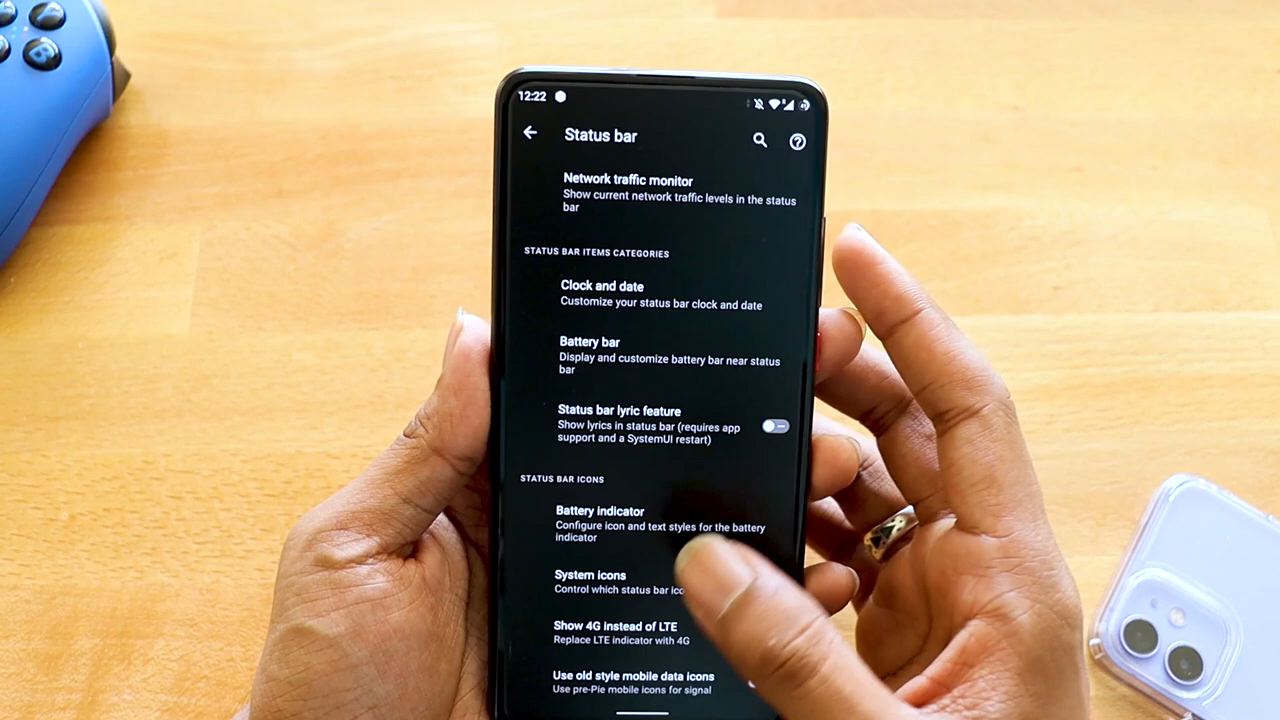 12:22
Status bar
Network traffic monitor
Show current network traffic levels in the status
bar
STATUS BAR ITEMS CATEGORIES
Clock and date
Customize your status bar clock and date
Battery bar
Display and customize battery bar near status
bar
Status bar lyric feature
Show lyrics in status bar (requires app
support and a SystemUI restart)
STATUS BAR ICONS
Battery indicator
Configure icon and text styles for the battery
indicator
System icons
Control which status bar
Show 4G instead of LTE
Replace LTE indicator with 4G
Use old style mobile data icons
Use pre-Pie mobile icons for signal